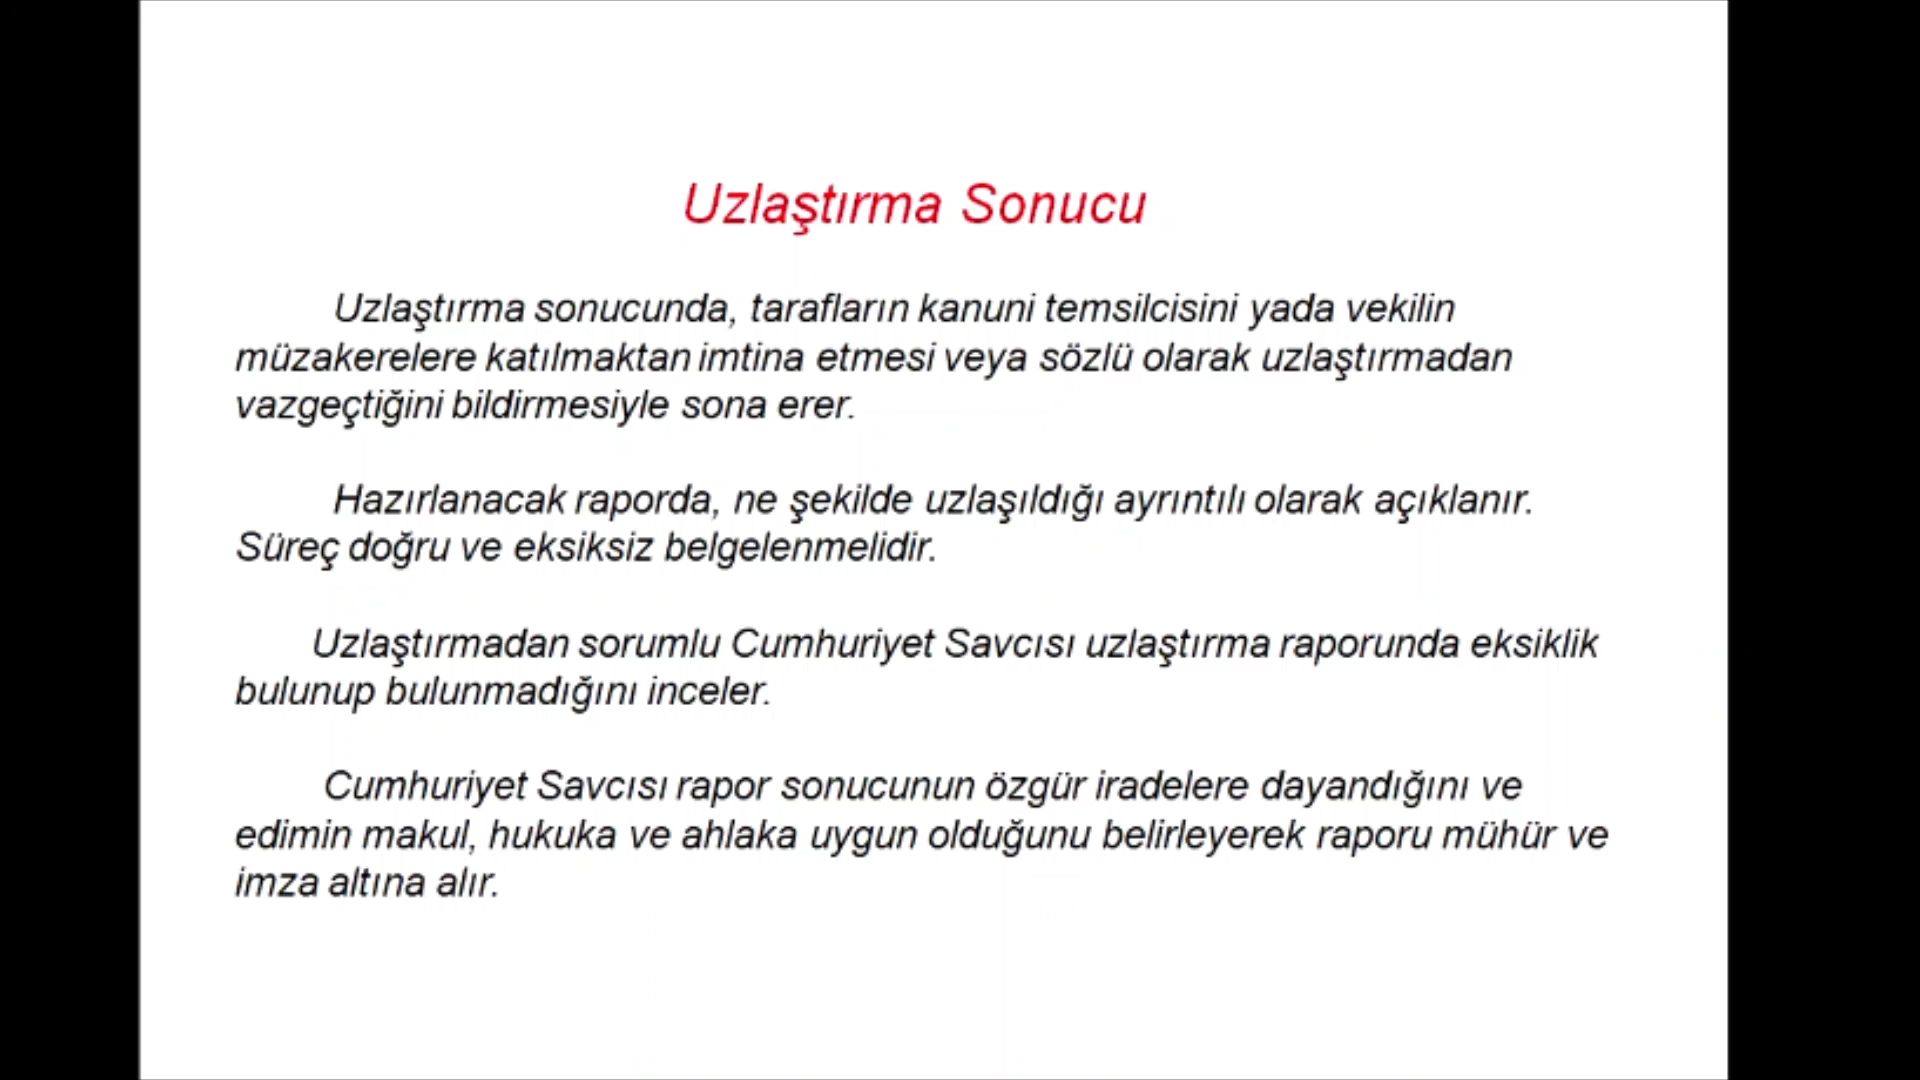 Uzlaştırma Sonucu
Uzlaştırma sonucunda, tarafların kanuni temsilcisini yada vekilin
müzakerelere katılmaktan imtina etmesi veya sözlü olarak uzlaştırmadan
vazgeçtiğini bildirmesiyle sona erer.
Hazırlanacak raporda, ne şekilde uzlaşıldığı ayrıntılı olarak açıklanır.
Süreç doğru ve eksiksiz belgelenmelidir.
Uzlaştırmadan sorumlu Cumhuriyet Savcısı uzlaştırma raporunda eksiklik
bulunup bulunmadığını inceler.
Cumhuriyet Savcısı rapor sonucunun özgür iradelere dayandığını ve
edimin makul, hukuka ve ahlaka uygun olduğunu belirleyerek raporu mühür ve
imza altına alır.